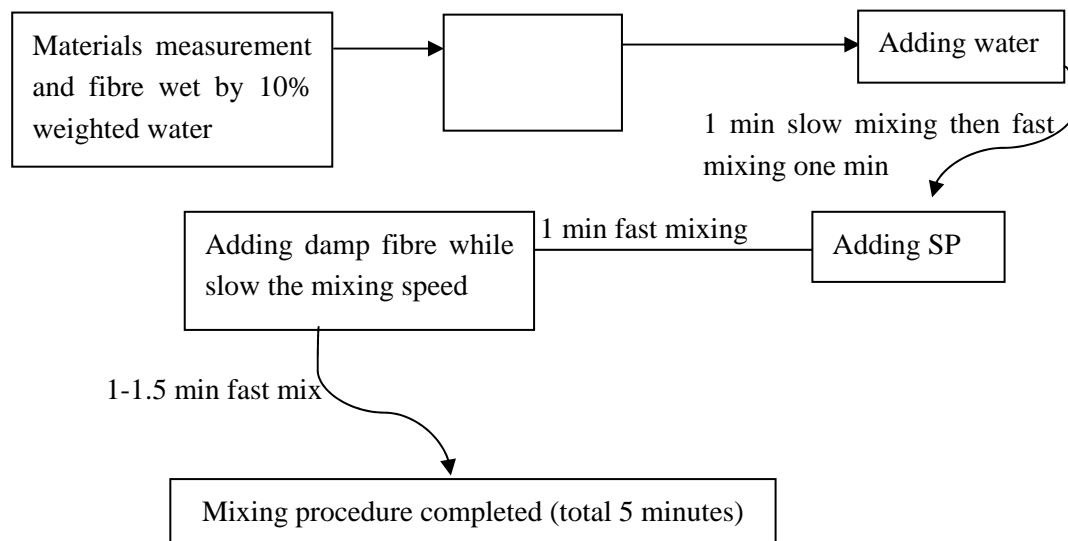 Materials measurement
and fibre wet by 10%
weighted water
Adding water
1 min slow mixing then fast
mixing one min
Adding SP
1 min fast mixing
Adding damp fibre while
slow the mixing speed
1-1.5 min fast mix
Mixing procedure completed (total 5 minutes)